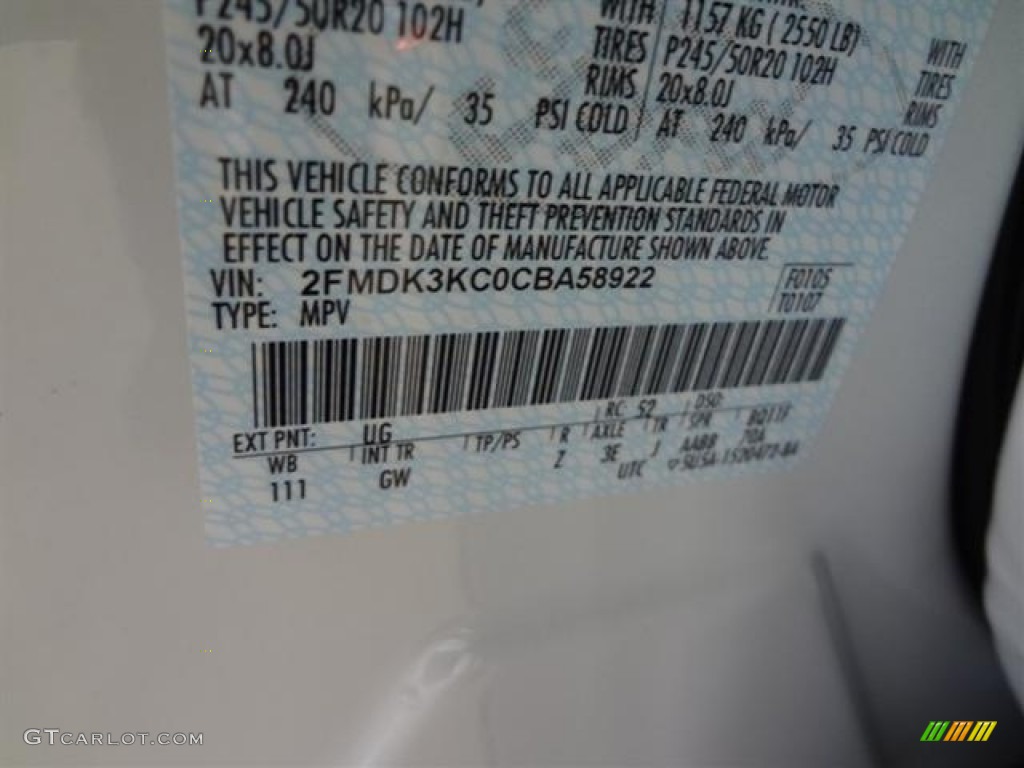 P245/50R20 102H
20x8.0J
AT 240 kPa/ 35 PSI COLD
WITH 1157 KG ( 2550 LB) WITH
TIRES P245/50R20 102H TIRES
RIMS 20x8.0J RIMS
AT 240 kPa/ 35 PSI COLD
THIS VEHICLE CONFORMS TO ALL APPLICABLE FEDERAL MOTOR
VEHICLE SAFETY AND THEFT PREVENTION STANDARDS IN
EFFECT ON THE DATE OF MANUFACTURE SHOWN ABOVE.
VIN: 2FMDK3KC0CBA58922 F0105
TYPE: MPV T0107
EXT PNT: UG RC: 52 DSO:
WB INT TR TP/PS R AXLE TR SPR
111 GW Z 3E J AABB
UTC
GTCARLOT.COM